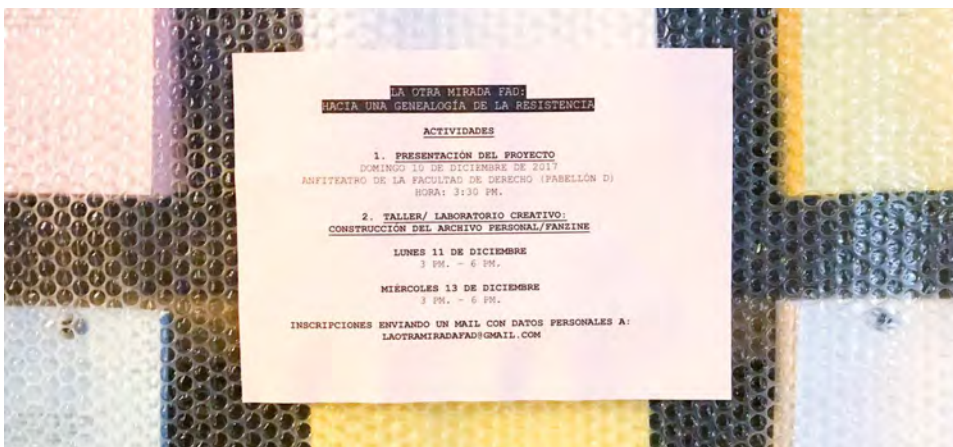 LA OTRA MIRADA FAD:
HACIA UNA GENEALOGÍA DE LA RESISTENCIA
ACTIVIDADES
1. PRESENTACIÓN DEL PROYECTO
DOMINGO 10 DE DICIEMBRE DE 2017
ANFITEATRO DE LA FACULTAD DE DERECHO (PABELLÓN D)
HORA: 3:30 PM.
2. TALLER/ LABORATORIO CREATIVO:
CONSTRUCCIÓN DEL ARCHIVO PERSONAL/FANZINE
LUNES 11 DE DICIEMBRE
3 PM. - 6 PM.
MIÉRCOLES 13 DE DICIEMBRE
3 PM. - 6 PM.
INSCRIPCIONES ENVIANDO UN MAIL CON DATOS PERSONALES A:
LAOTRAMIRADAFAD@GMAIL.COM